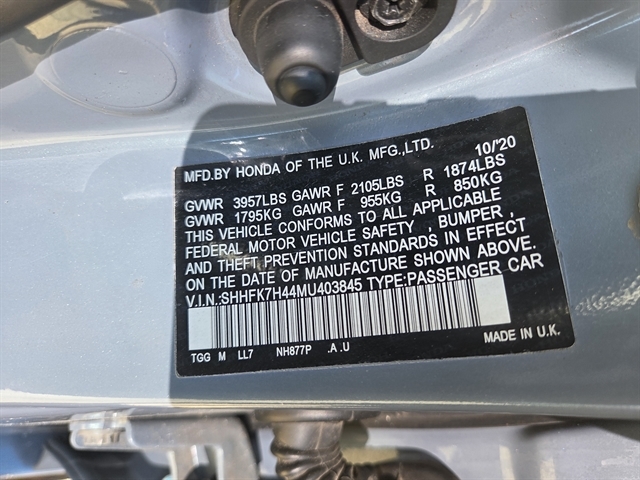 MFD.BY HONDA OF THE U.K. MFG.,LTD. 10/'20
GVWR 3957LBS GAWR F 2105LBS R 1874LBS
GVWR 1795KG GAWR F 955KG R 850KG
THIS VEHICLE CONFORMS TO ALL APPLICABLE
FEDERAL MOTOR VEHICLE SAFETY , BUMPER ,
AND THEFT PREVENTION STANDARDS IN EFFECT
ON THE DATE OF MANUFACTURE SHOWN ABOVE.
V.I.N.:SHHFK7H44MU403845 TYPE:PASSENGER CAR
TGG M LL7 NH877P .A .U MADE IN U.K.